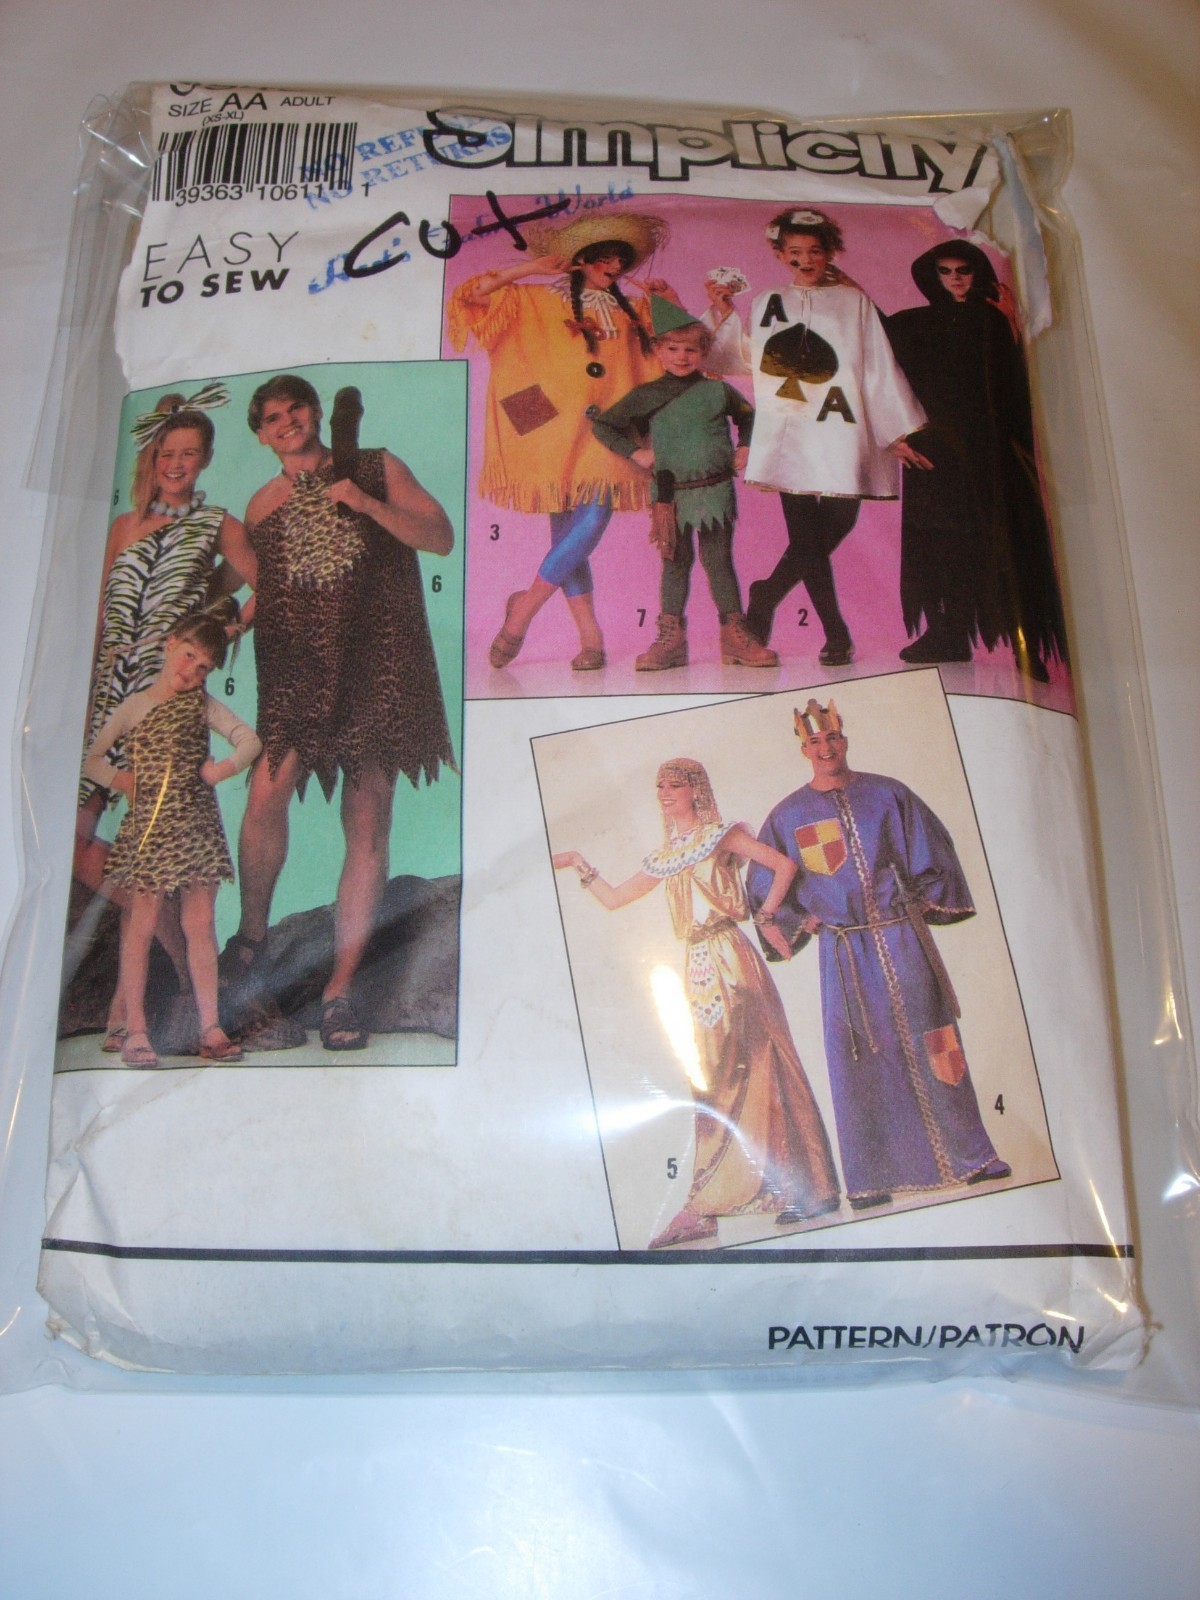 SIZE AA ADULT
(XS-XL)
Simplicity
NO REFUNDS
NO RETURNS
39363 10611 1
World
Cut
EASY
TO SEW
A
A
3
7
2
6
6
6
5
4
PATTERN/PATRON